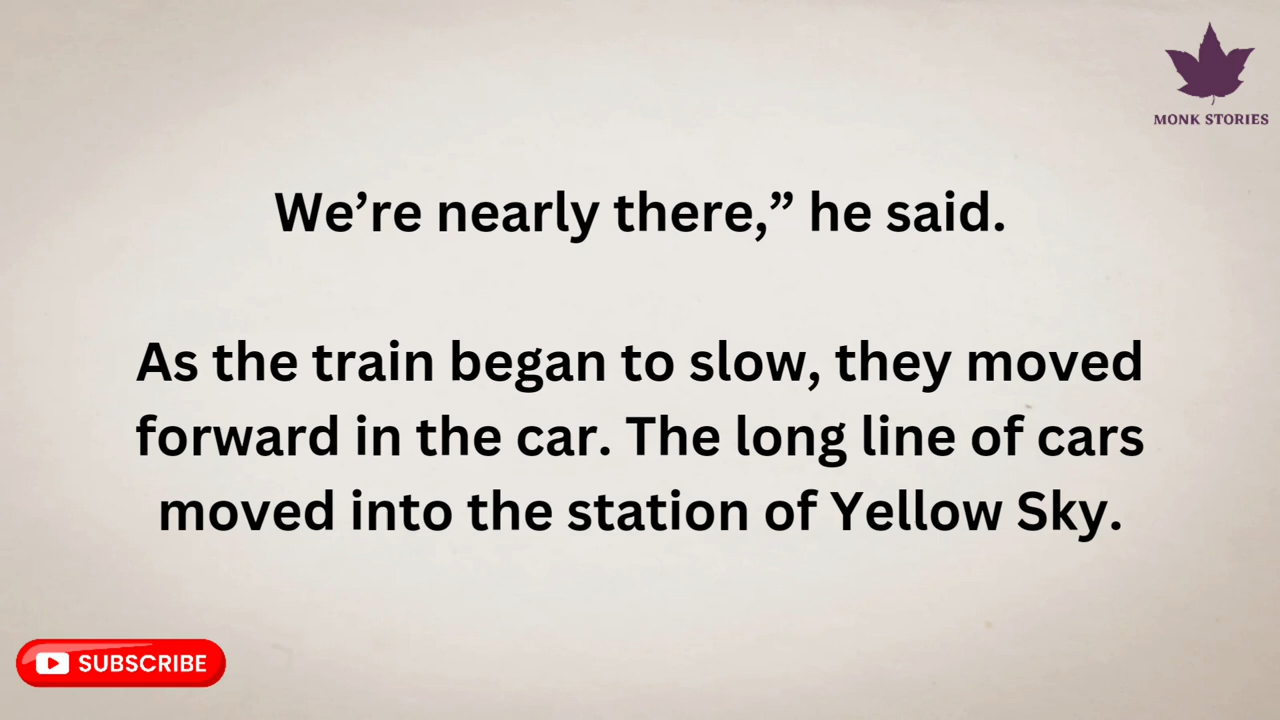 MONK STORIES
We’re nearly there,” he said.
As the train began to slow, they moved
forward in the car. The long line of cars
moved into the station of Yellow Sky.
SUBSCRIBE